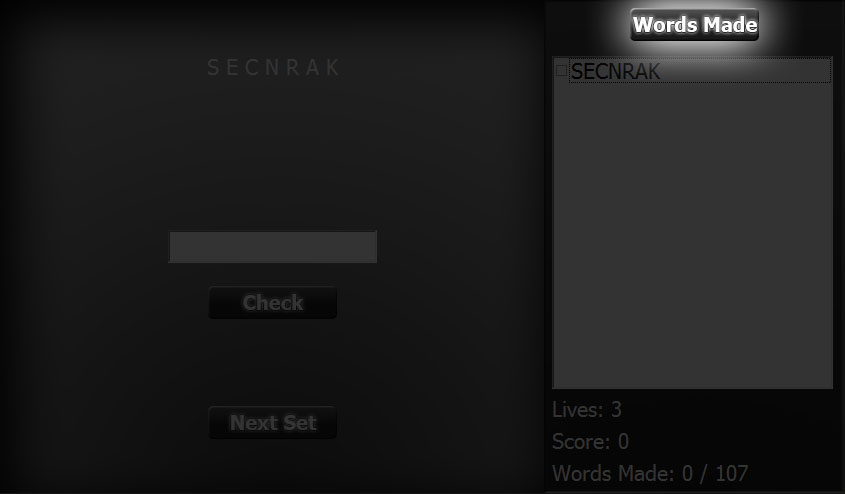 Words Made
S E C N R A K
SECNRAK
Check
Next Set
Lives: 3
Score: 0
Words Made: 0 / 107